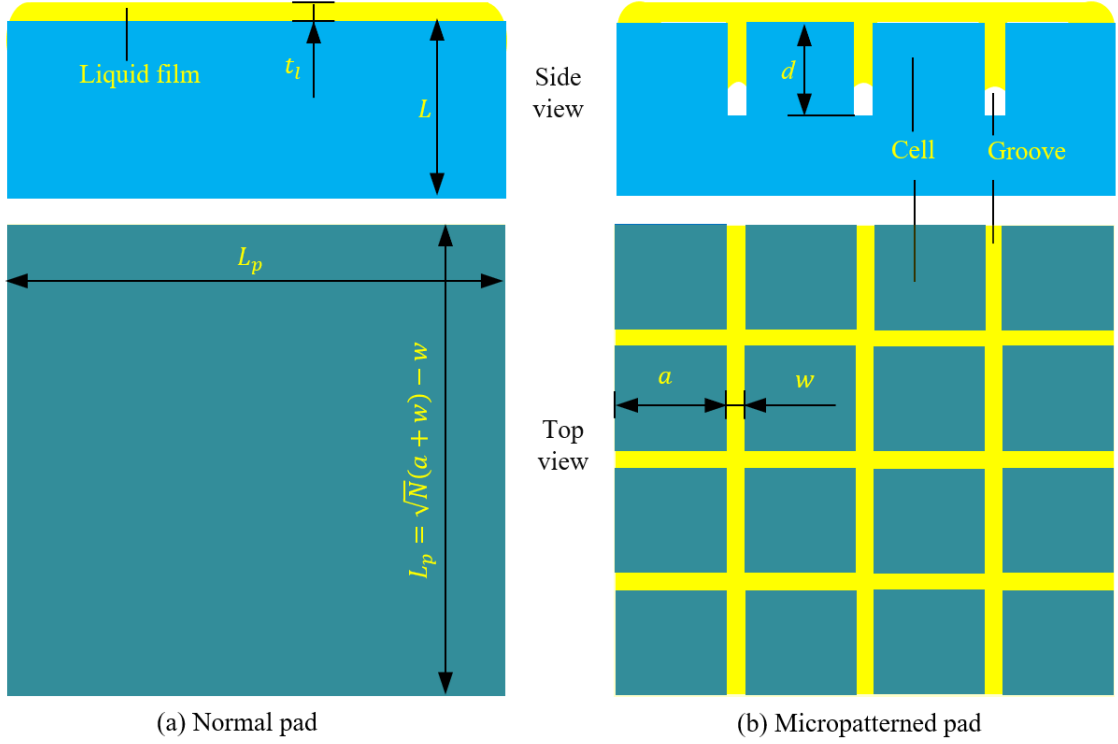 Liquid film
t_l
L
Side
view
d
Cell
Groove
L_p
L_p = √N(a + w) − w
a
w
Top
view
(a) Normal pad
(b) Micropatterned pad